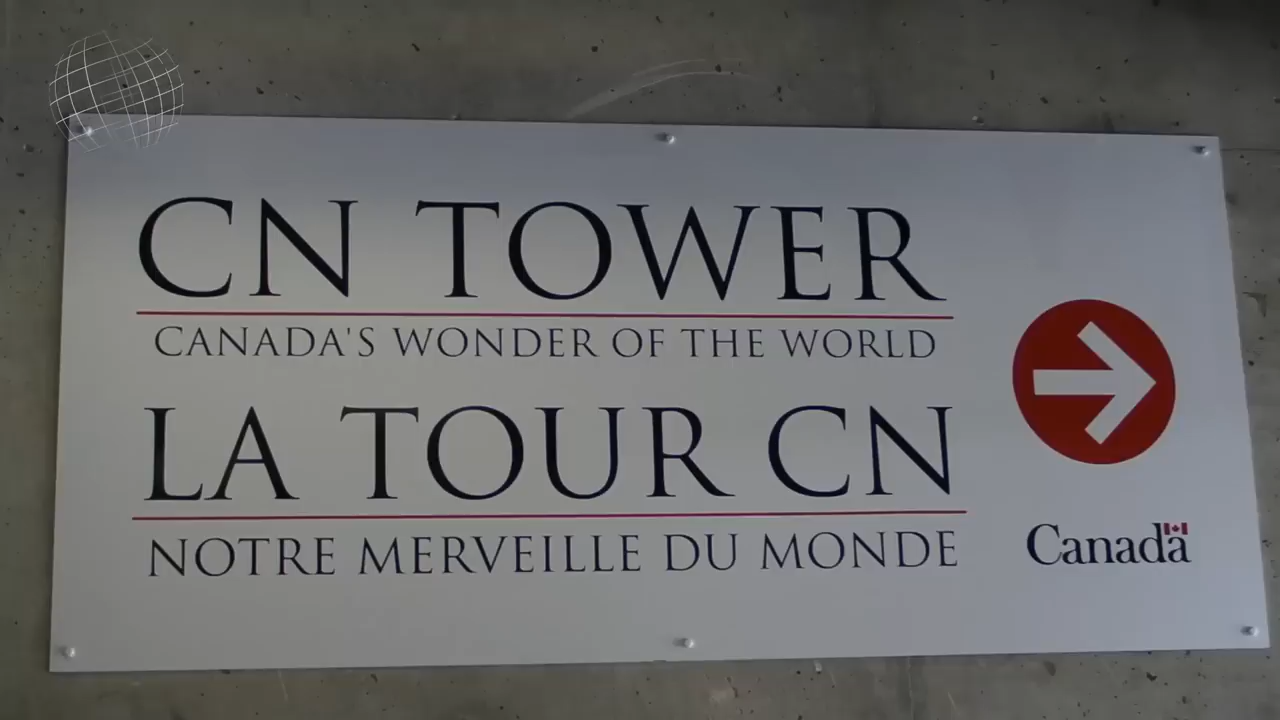 CN TOWER
CANADA'S WONDER OF THE WORLD
LA TOUR CN
NOTRE MERVEILLE DU MONDE
Canada